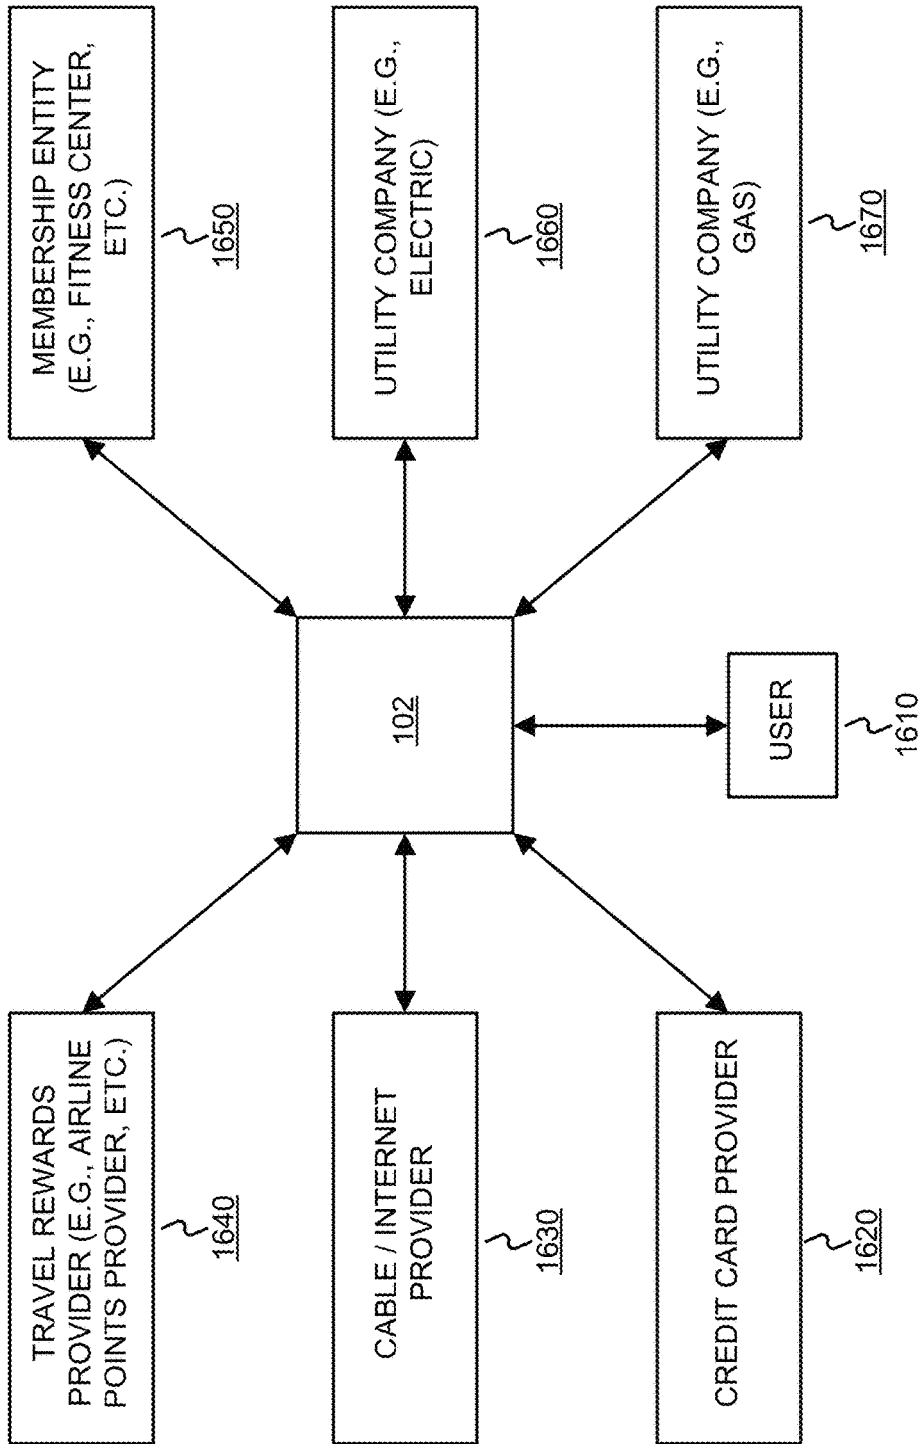 TRAVEL REWARDS
PROVIDER (E.G., AIRLINE
POINTS PROVIDER, ETC.)
1640
MEMBERSHIP ENTITY
(E.G., FITNESS CENTER,
ETC.)
1650
CABLE / INTERNET
PROVIDER
1630
102
UTILITY COMPANY (E.G.,
ELECTRIC)
1660
CREDIT CARD PROVIDER
1620
USER
1610
UTILITY COMPANY (E.G.,
GAS)
1670